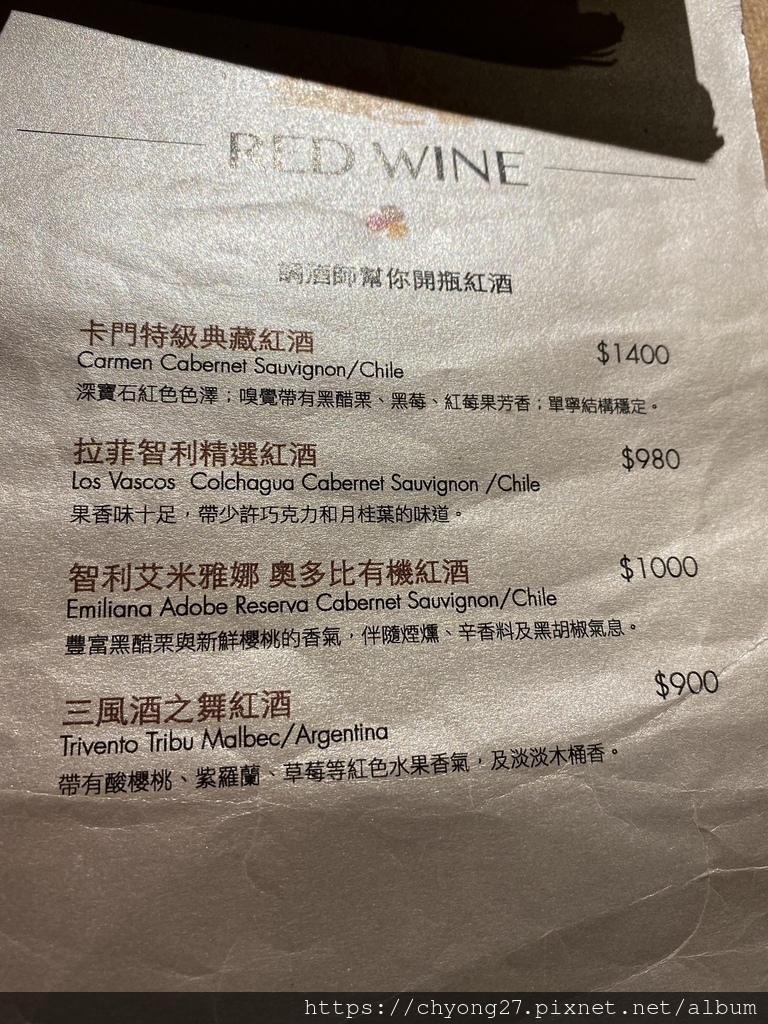 RED WINE
調酒師幫你開瓶紅酒
卡門特級典藏紅酒
Carmen Cabernet Sauvignon/Chile
$1400
深寶石紅色色澤；嗅覺帶有黑醋栗、黑莓、紅莓果芳香；單寧結構穩定。
拉菲智利精選紅酒
Los Vascos Colchagua Cabernet Sauvignon /Chile
$980
果香味十足，帶少許巧克力和月桂葉的味道。
智利艾米雅娜 奧多比有機紅酒
Emiliana Adobe Reserva Cabernet Sauvignon/Chile
$1000
豐富黑醋栗與新鮮櫻桃的香氣，伴隨煙燻、辛香料及黑胡椒氣息。
三風酒之舞紅酒
Trivento Tribu Malbec/Argentina
$900
帶有酸櫻桃、紫羅蘭、草莓等紅色水果香氣，及淡淡木桶香。
https://chyong27.pixnet.net/album